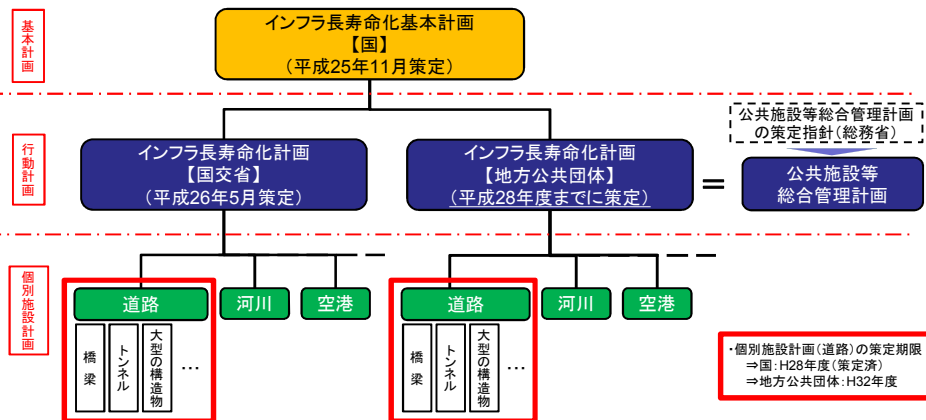 基本計画
インフラ長寿命化基本計画
【国】
(平成25年11月策定)
公共施設等総合管理計画
の策定指針(総務省)
行動計画
インフラ長寿命化計画
【国交省】
(平成26年5月策定)
インフラ長寿命化計画
【地方公共団体】
(平成28年度までに策定)
=
公共施設等
総合管理計画
個別施設計画
道路
河川
空港
道路
河川
空港
橋梁
トンネル
大型の構造物
…
橋梁
トンネル
大型の構造物
…
・個別施設計画(道路)の策定期限
⇒国:H28年度(策定済)
⇒地方公共団体:H32年度